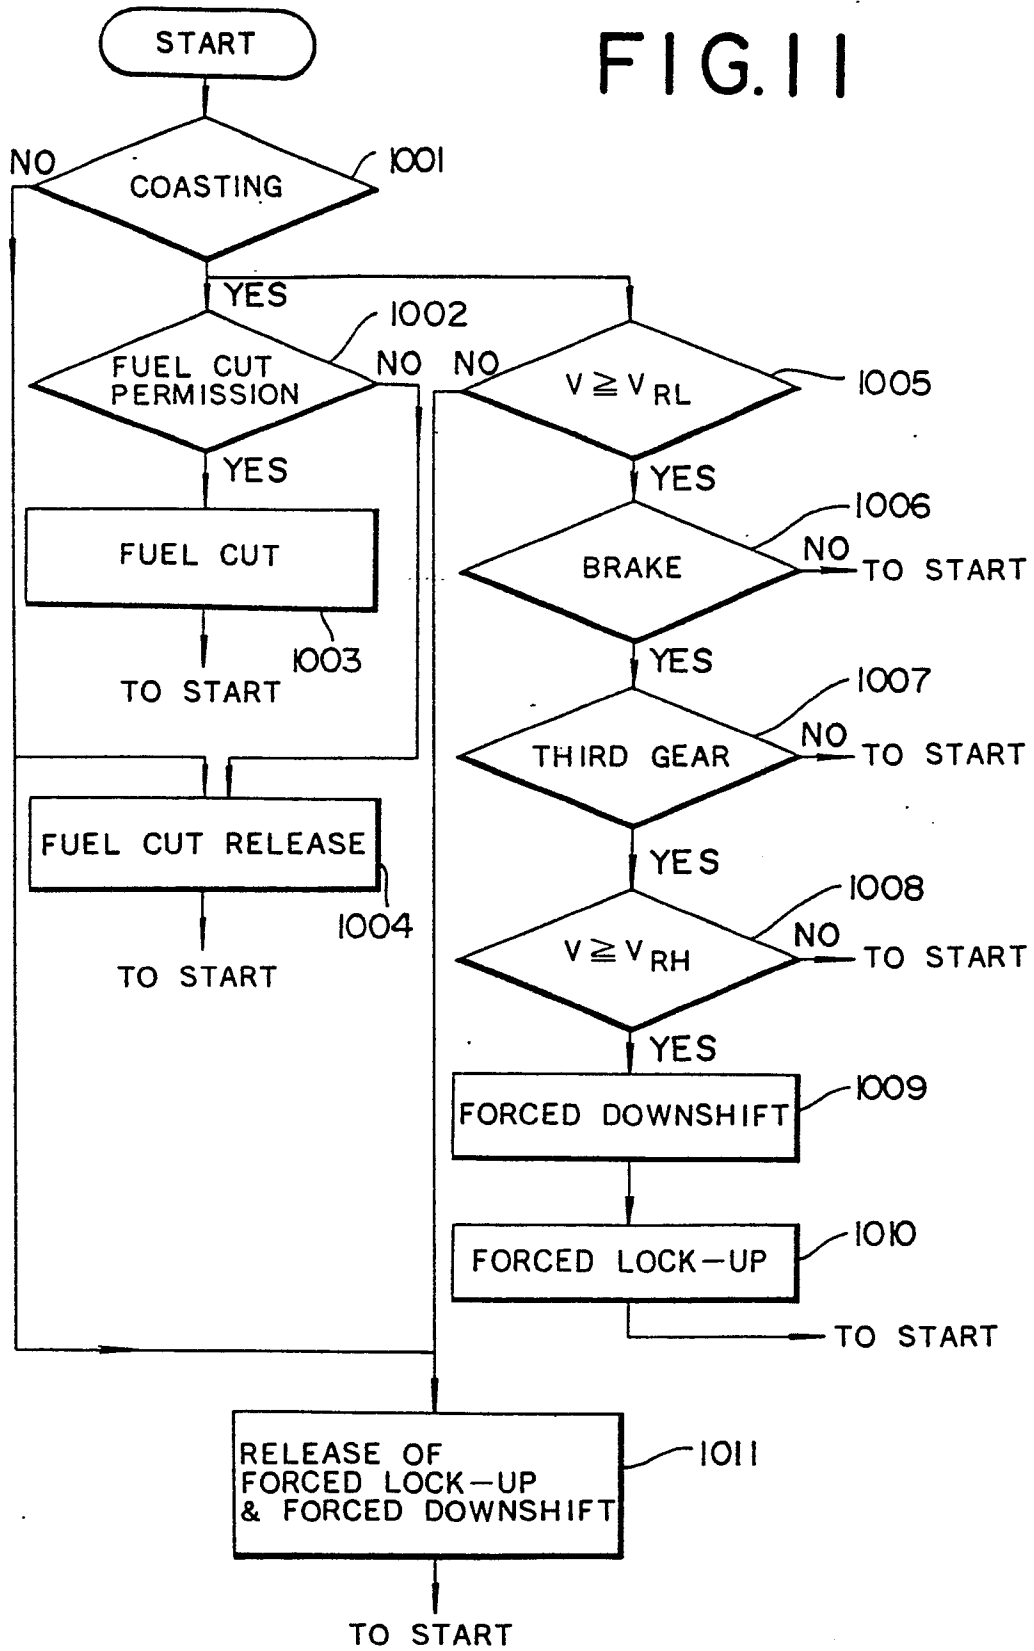 START
FIG. 11
NO
1001
COASTING
YES
1002
FUEL CUT
PERMISSION
NO
NO
V ≧ V RL
1005
YES
YES
1006
FUEL CUT
BRAKE
NO
TO START
1003
TO START
YES
1007
THIRD GEAR
NO
TO START
FUEL CUT RELEASE
YES
1004
1008
TO START
V ≧ V RH
NO
TO START
YES
1009
FORCED DOWNSHIFT
1010
FORCED LOCK-UP
TO START
RELEASE OF
FORCED LOCK-UP
& FORCED DOWNSHIFT
1011
TO START